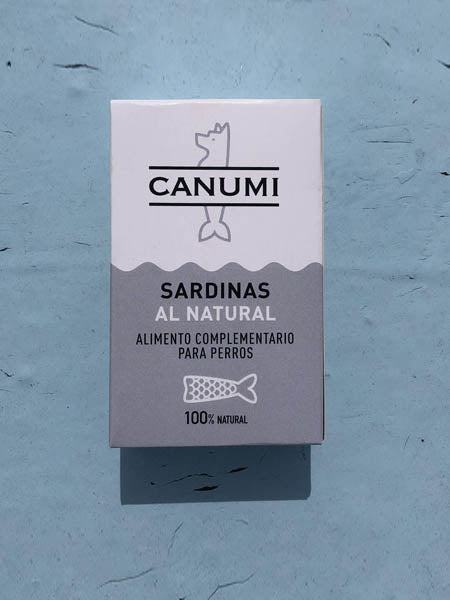 CANUMI
SARDINAS
AL NATURAL
ALIMENTO COMPLEMENTARIO
PARA PERROS
100% NATURAL